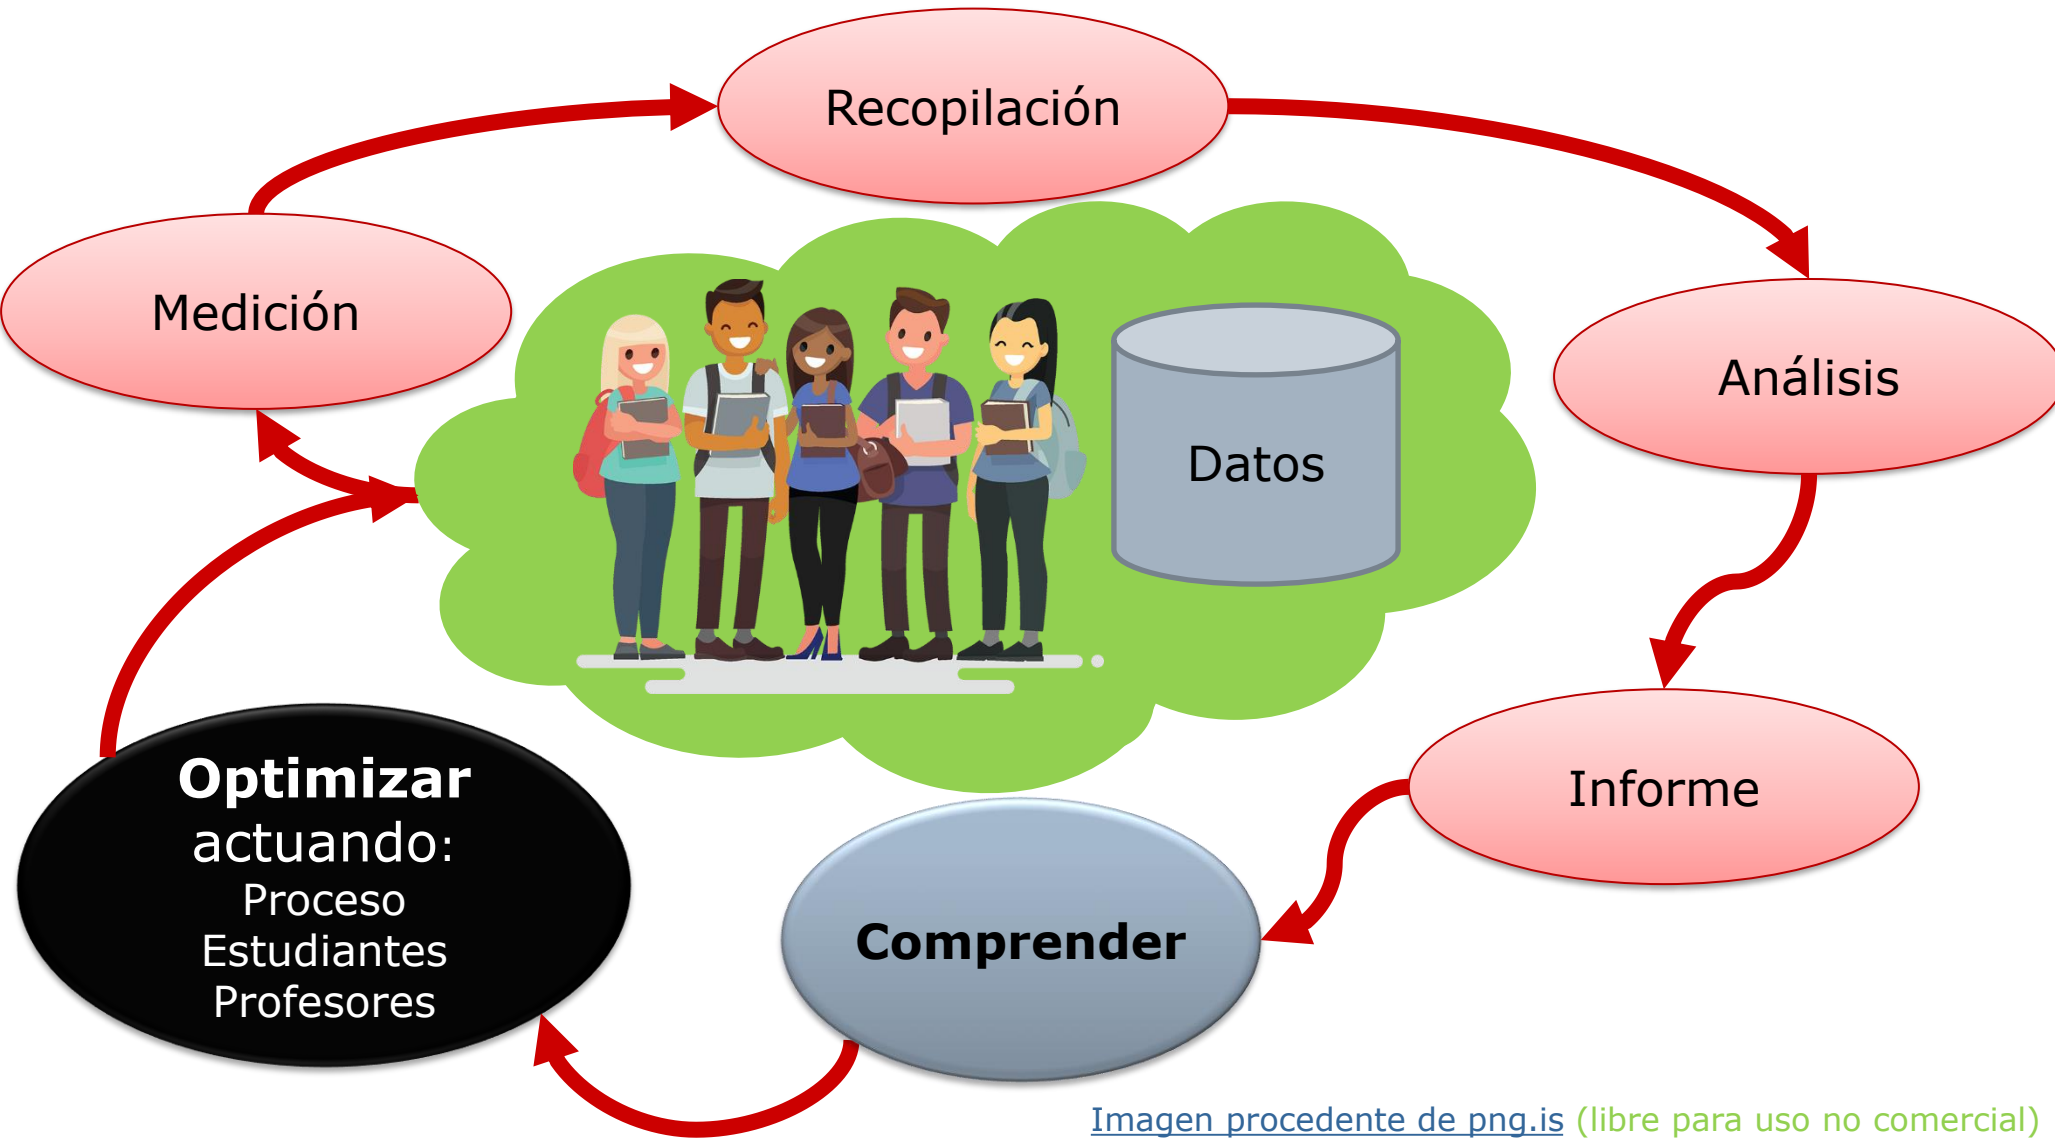 Recopilación
Medición
Análisis
Datos
Informe
Comprender
Optimizar
actuando:
Proceso
Estudiantes
Profesores
Imagen procedente de png.is (libre para uso no comercial)